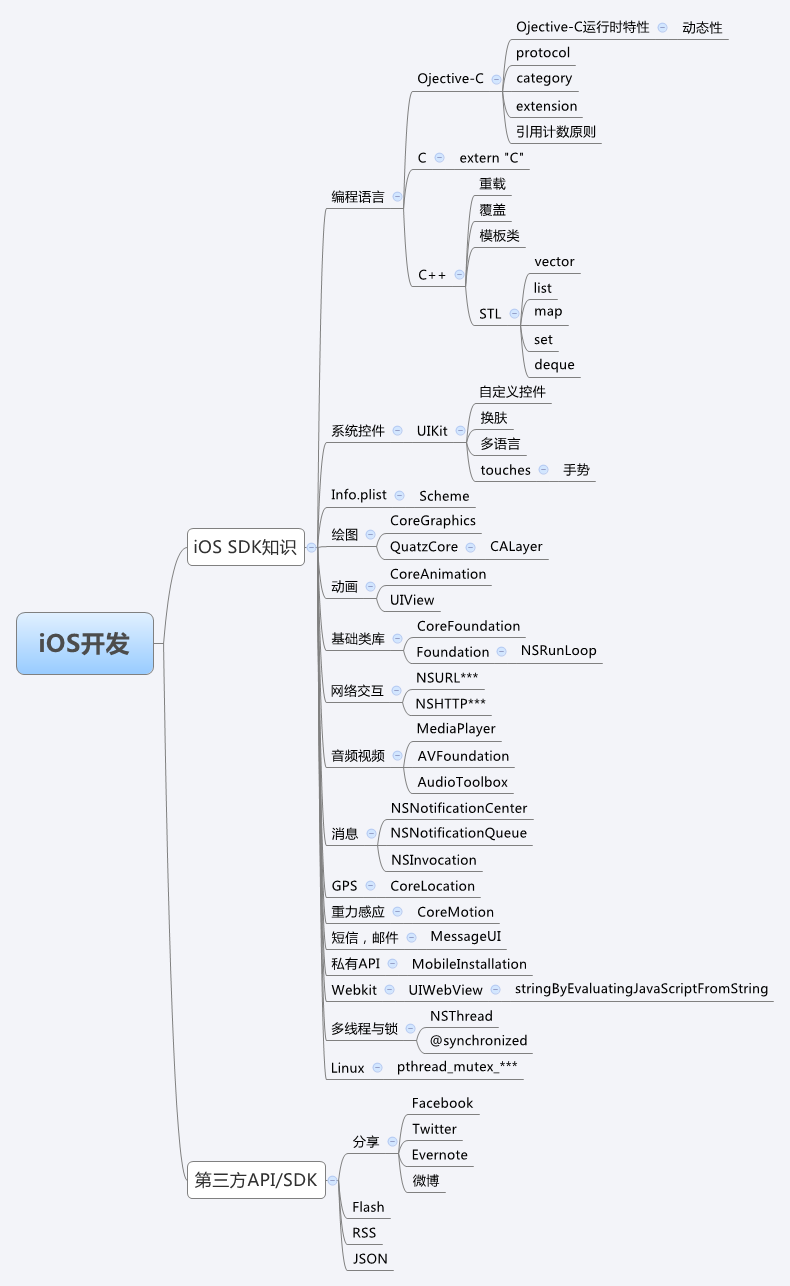 Ojective-C运行时特性 动态性
protocol
Ojective-C
category
extension
引用计数原则
C extern "C"
重载
编程语言
覆盖
模板类
vector
C++
list
STL
map
set
deque
自定义控件
换肤
系统控件 UIKit
多语言
touches 手势
Info.plist Scheme
CoreGraphics
绘图
iOS SDK知识
QuatzCore CALayer
CoreAnimation
动画
UIView
CoreFoundation
基础类库
iOS开发
Foundation NSRunLoop
NSURL***
网络交互
NSHTTP***
MediaPlayer
音频视频
AVFoundation
AudioToolbox
NSNotificationCenter
消息
NSNotificationQueue
NSInvocation
GPS CoreLocation
重力感应 CoreMotion
短信，邮件 MessageUI
私有API MobileInstallation
Webkit UIWebView stringByEvaluatingJavaScriptFromString
NSThread
多线程与锁
@synchronized
Linux pthread_mutex_***
Facebook
Twitter
分享
Evernote
微博
第三方API/SDK
Flash
RSS
JSON